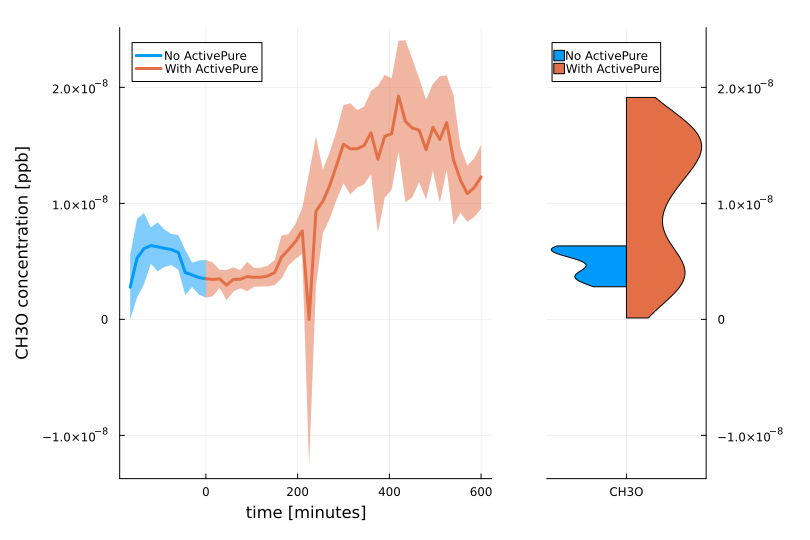 CH3O concentration [ppb]
2.0×10⁻⁸
1.0×10⁻⁸
0
−1.0×10⁻⁸
No ActivePure
With ActivePure
0
200
400
600
time [minutes]
No ActivePure
With ActivePure
2.0×10⁻⁸
1.0×10⁻⁸
0
−1.0×10⁻⁸
CH3O